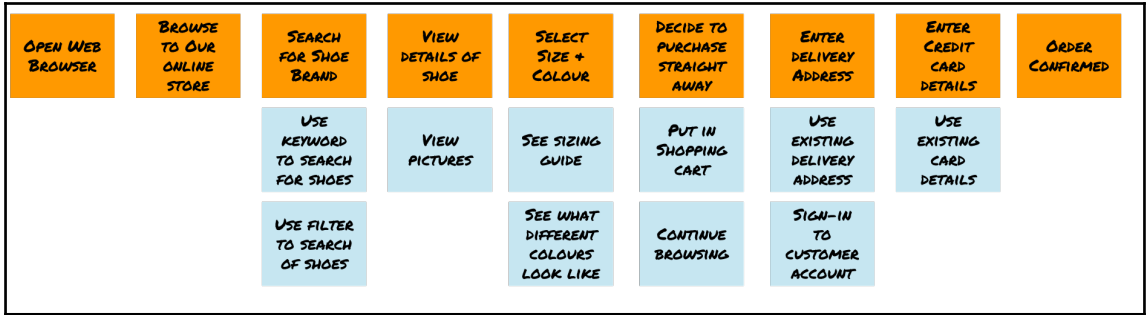 Open Web
Browser
Browse
to Our
online
store
Search
for Shoe
Brand
View
details of
shoe
Select
Size &
Colour
Decide to
purchase
straight
away
Enter
delivery
Address
Enter
Credit
card
details
Order
Confirmed
Use
keyword
to search
for shoes
View
pictures
See sizing
guide
Put in
Shopping
cart
Use
existing
delivery
address
Use
existing
card
details
Use filter
to search
of shoes
See what
different
colours
look like
Continue
browsing
Sign-in
to
customer
account